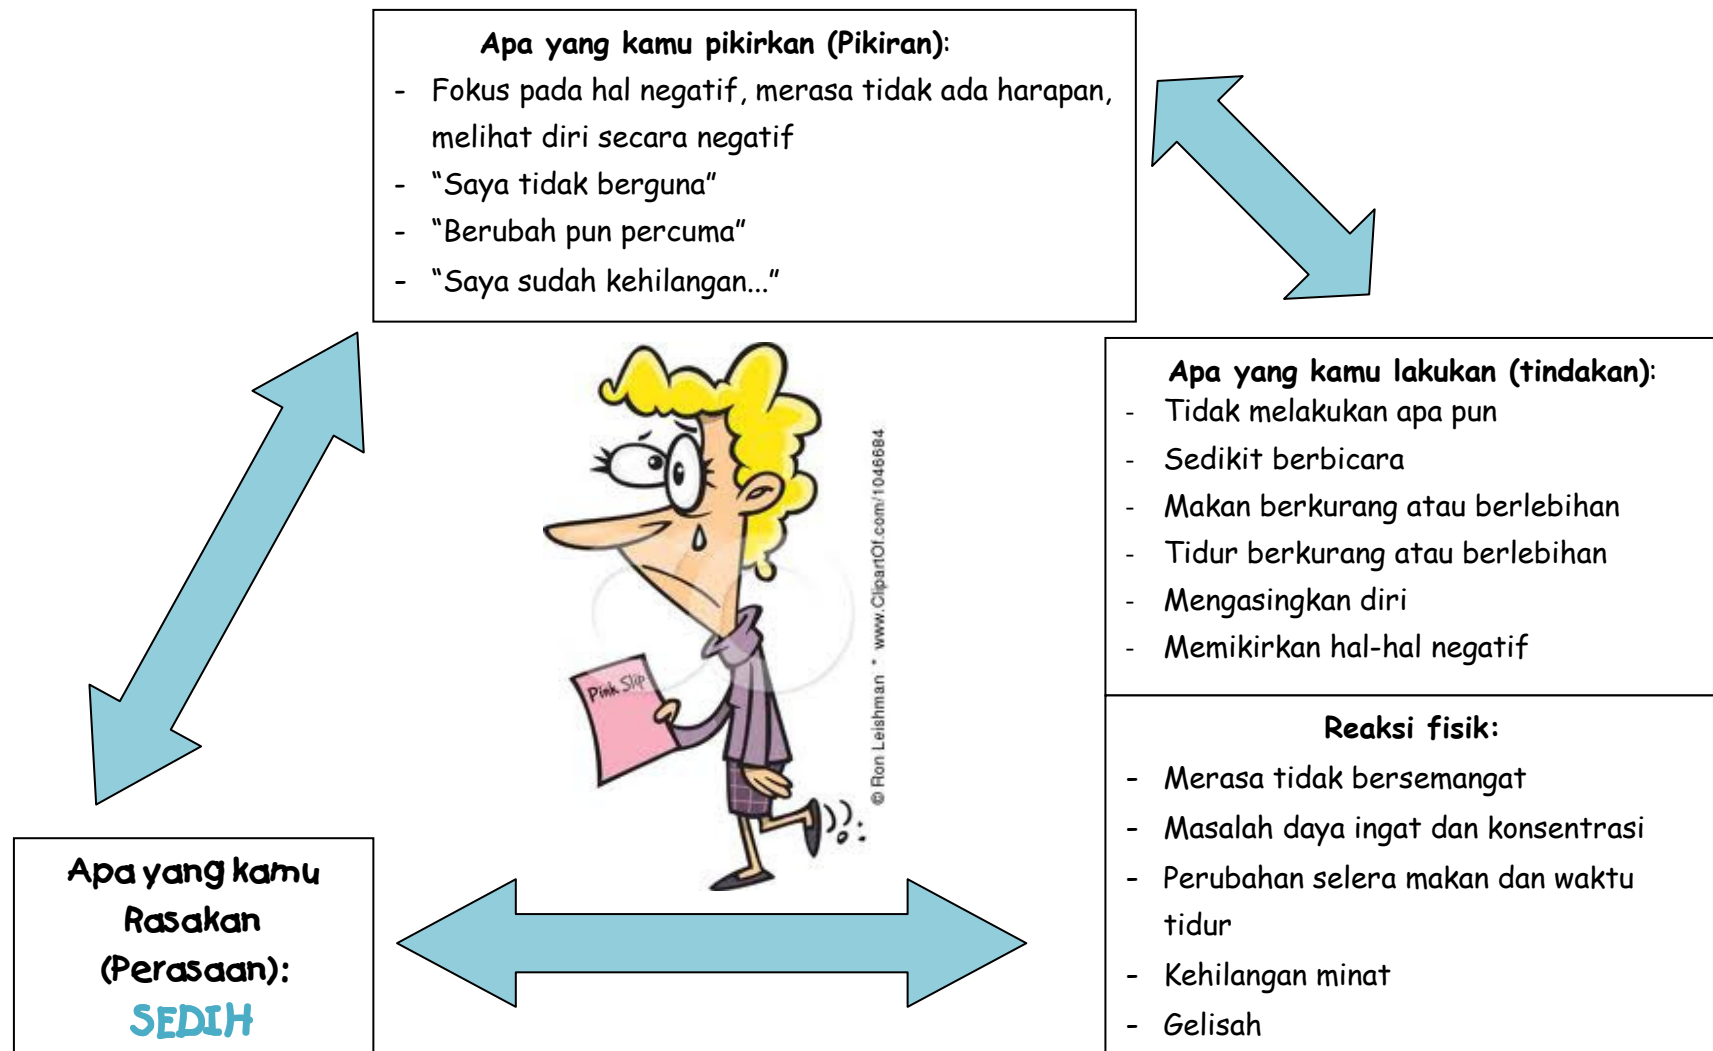 Apa yang kamu pikirkan (Pikiran):
- Fokus pada hal negatif, merasa tidak ada harapan,
melihat diri secara negatif
- “Saya tidak berguna”
- “Berubah pun percuma”
- “Saya sudah kehilangan...”
Apa yang kamu lakukan (tindakan):
- Tidak melakukan apa pun
- Sedikit berbicara
- Makan berkurang atau berlebihan
- Tidur berkurang atau berlebihan
- Mengasingkan diri
- Memikirkan hal-hal negatif
Reaksi fisik:
- Merasa tidak bersemangat
- Masalah daya ingat dan konsentrasi
- Perubahan selera makan dan waktu
tidur
- Kehilangan minat
- Gelisah
Pink Slip
© Ron Leishman * www.ClipartOf.com/1046684
Apa yang kamu
Rasakan
(Perasaan):
SEDIH